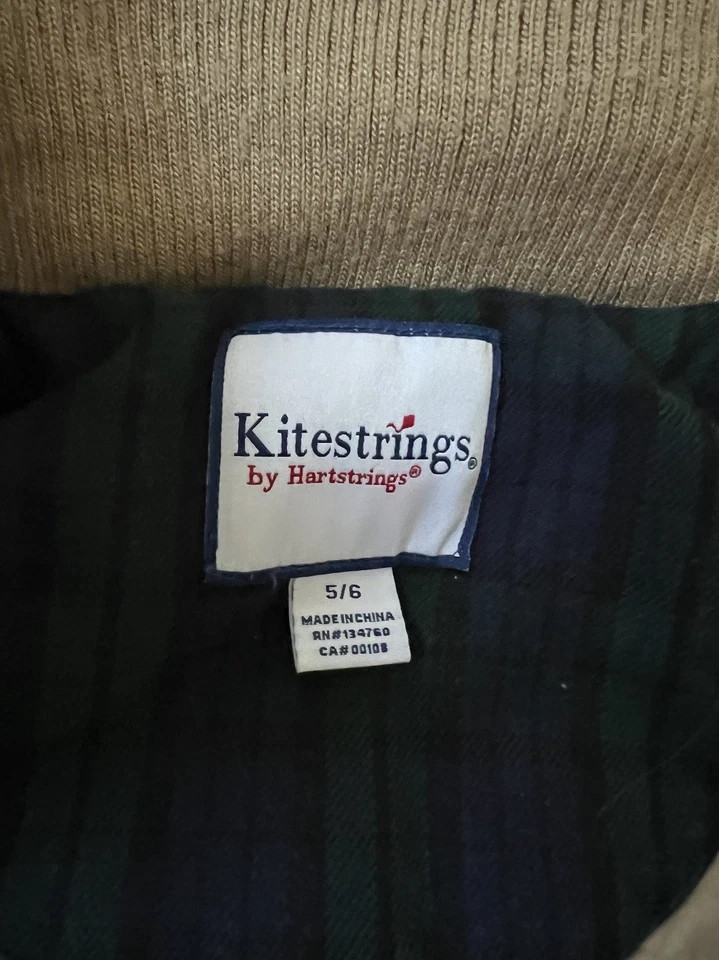 Kitestrings®
by Hartstrings®
5/6
MADE IN CHINA
RN#134760
CA#00108